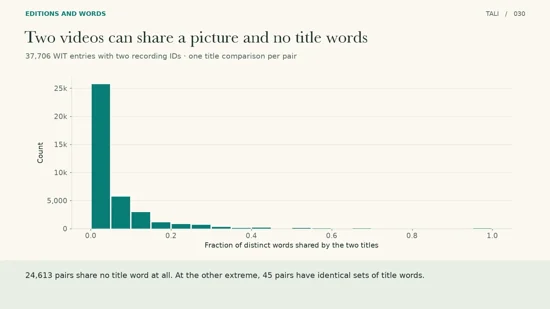 EDITIONS AND WORDS
TALI / 030
Two videos can share a picture and no title words
37,706 WIT entries with two recording IDs · one title comparison per pair
25k
20k
15k
10k
5,000
0
Count
0.0 0.2 0.4 0.6 0.8 1.0
Fraction of distinct words shared by the two titles
24,613 pairs share no title word at all. At the other extreme, 45 pairs have identical sets of title words.